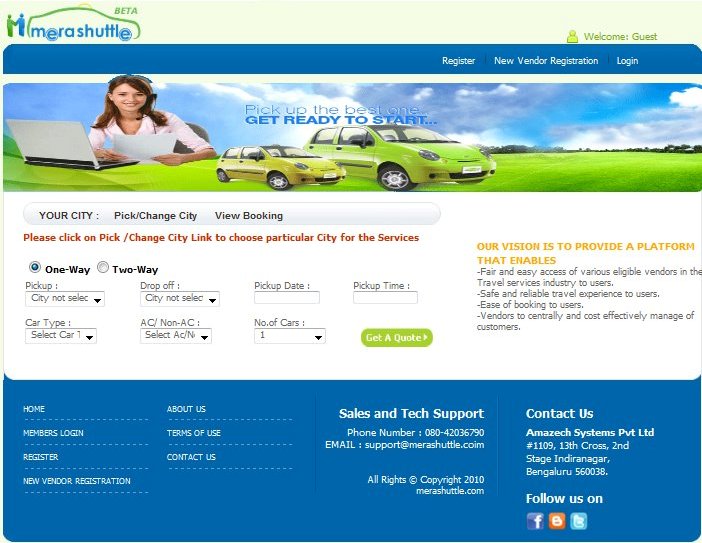 BETA
merashuttle
Welcome: Guest
Register New Vendor Registration Login
Pick up the best one...
GET READY TO START...
YOUR CITY : Pick/Change City View Booking
Please click on Pick /Change City Link to choose particular City for the Services
One-Way Two-Way
Pickup : Drop off : Pickup Date : Pickup Time :
City not selec City not selec
Car Type : AC/ Non-AC : No.of Cars :
Select Car T Select Ac/N 1
Get A Quote
OUR VISION IS TO PROVIDE A PLATFORM
THAT ENABLES
-Fair and easy access of various eligible vendors in the
Travel services industry to users.
-Safe and reliable travel experience to users.
-Ease of booking to users.
-Vendors to centrally and cost effectively manage of
customers.
HOME
MEMBERS LOGIN
REGISTER
NEW VENDOR REGISTRATION
ABOUT US
TERMS OF USE
CONTACT US
Sales and Tech Support
Phone Number : 080-42036790
EMAIL : support@merashuttle.coim
All Rights © Copyright 2010
merashuttle.com
Contact Us
Amazech Systems Pvt Ltd
#1109, 13th Cross, 2nd
Stage Indiranagar,
Bengaluru 560038.
Follow us on